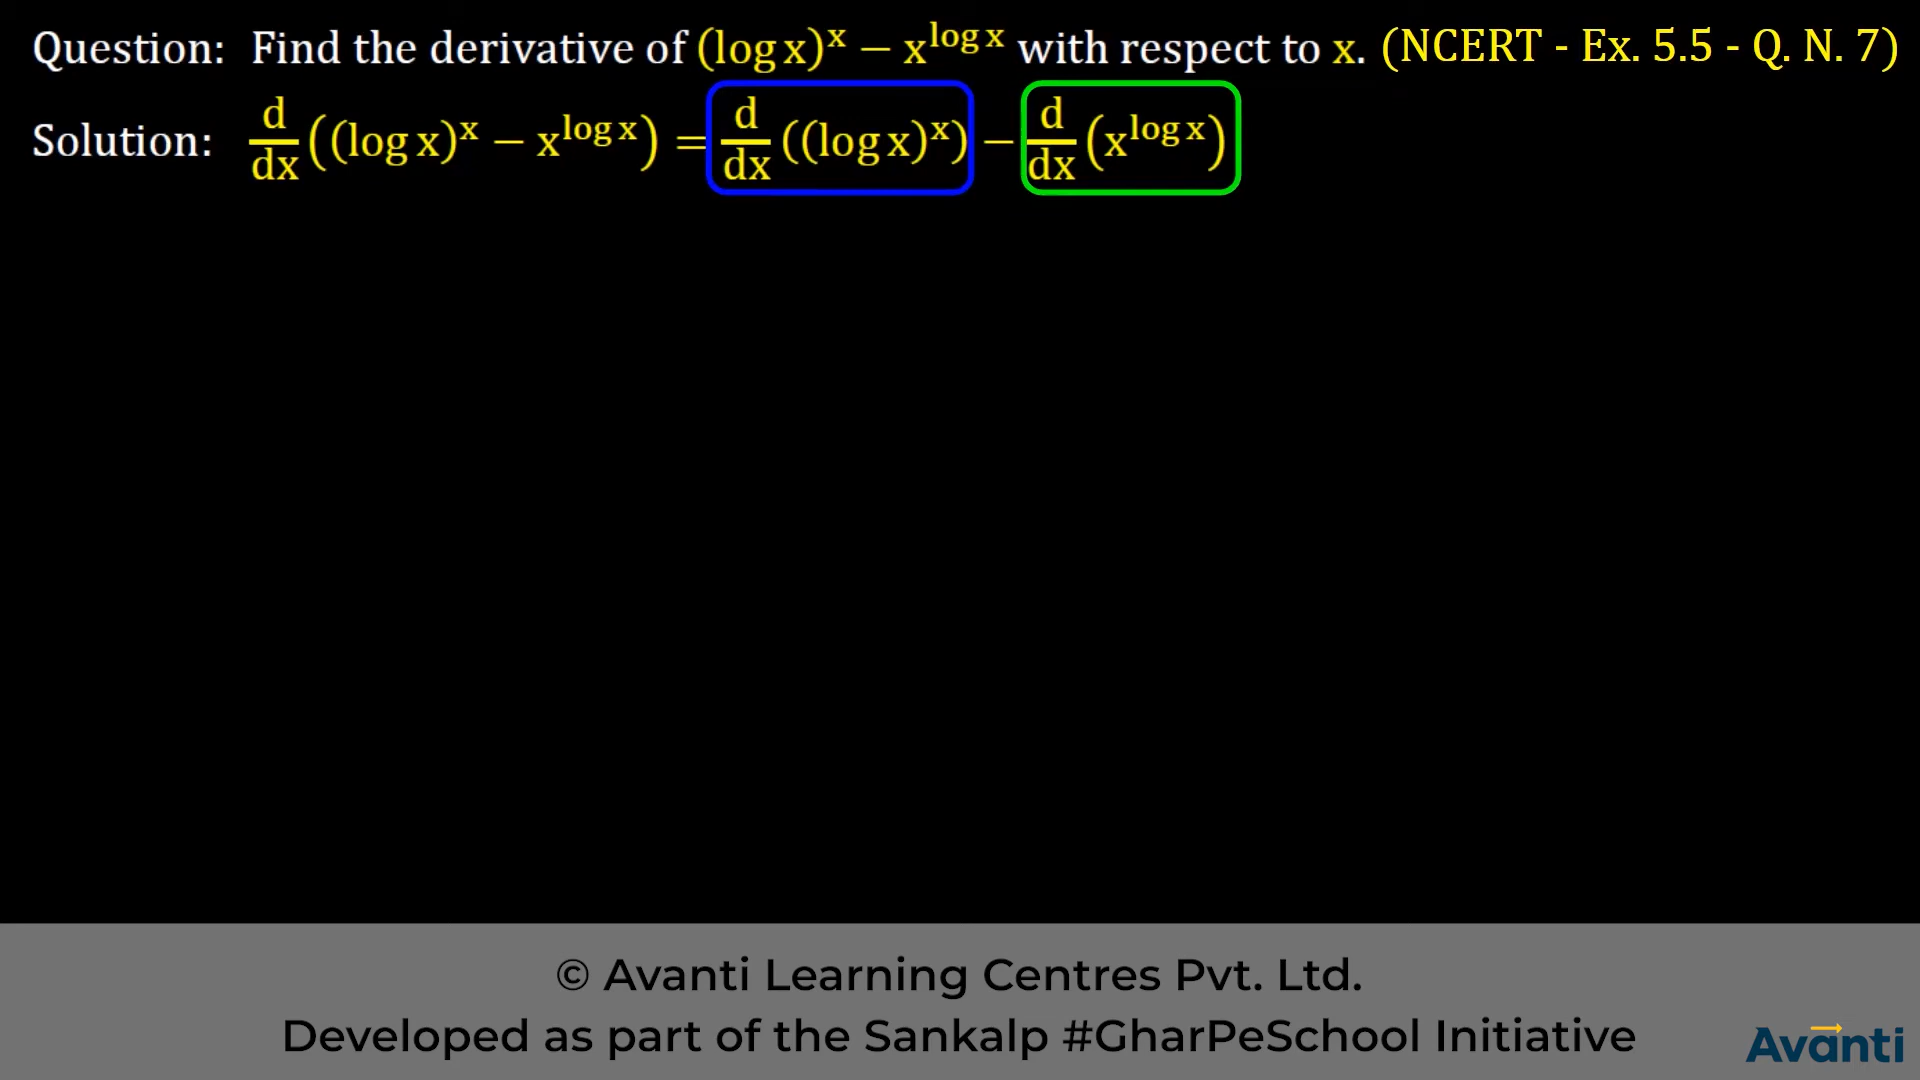 Question: Find the derivative of (log x)^x − x^{log x} with respect to x. (NCERT - Ex. 5.5 - Q. N. 7)
Solution: d/dx((log x)^x − x^{log x}) = d/dx((log x)^x) − d/dx(x^{log x})
© Avanti Learning Centres Pvt. Ltd.
Developed as part of the Sankalp #GharPeSchool Initiative
Avanti